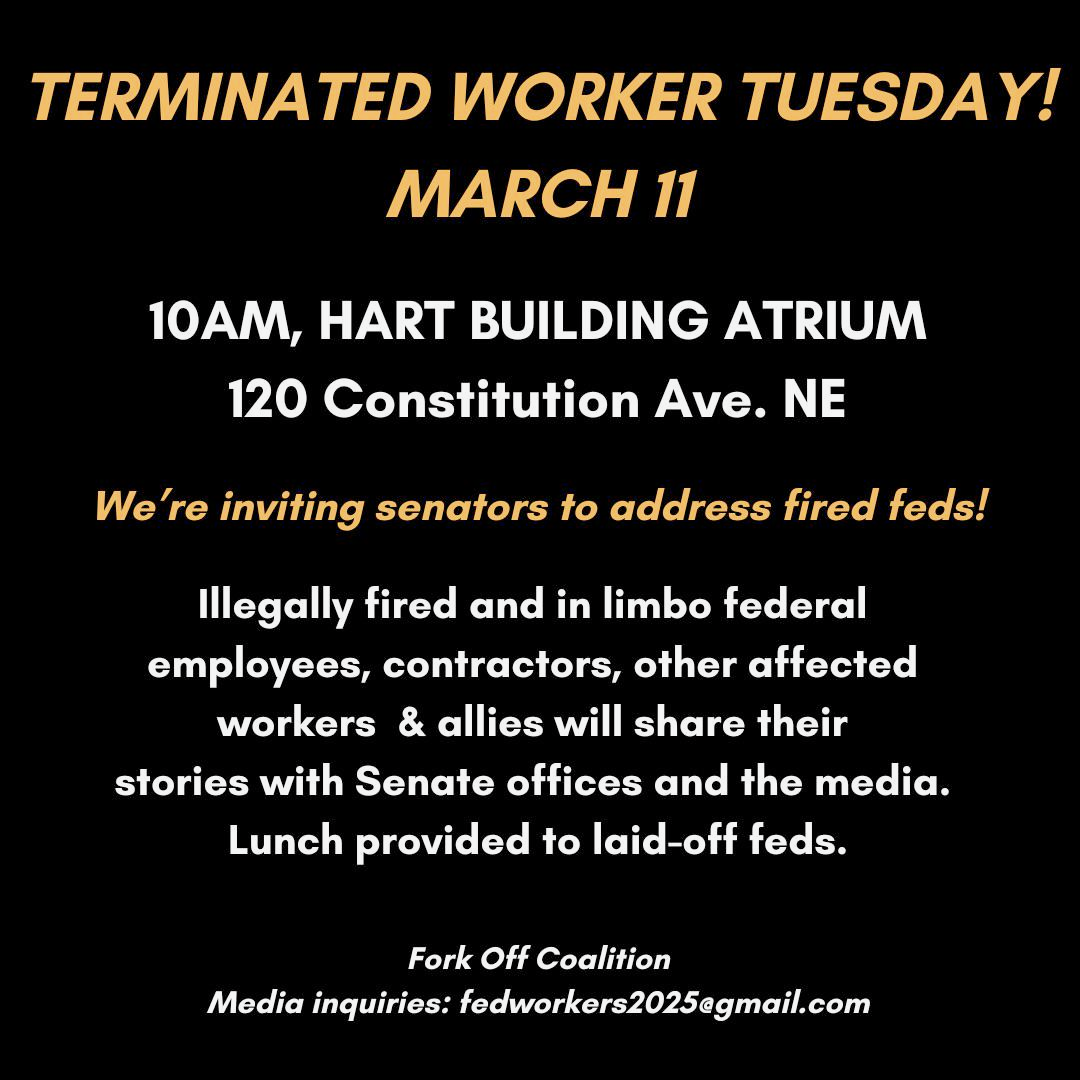 TERMINATED WORKER TUESDAY!
MARCH 11
10AM, HART BUILDING ATRIUM
120 Constitution Ave. NE
We’re inviting senators to address fired feds!
Illegally fired and in limbo federal
employees, contractors, other affected
workers & allies will share their
stories with Senate offices and the media.
Lunch provided to laid-off feds.
Fork Off Coalition
Media inquiries: fedworkers2025@gmail.com